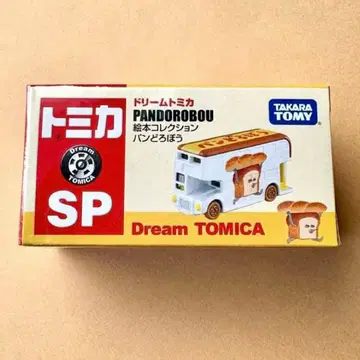 トミカ
Dream
TOMICA
SP
ドリームトミカ
PANDOROBOU
絵本コレクション
パンどろぼう
TAKARA
TOMY
Dream TOMICA